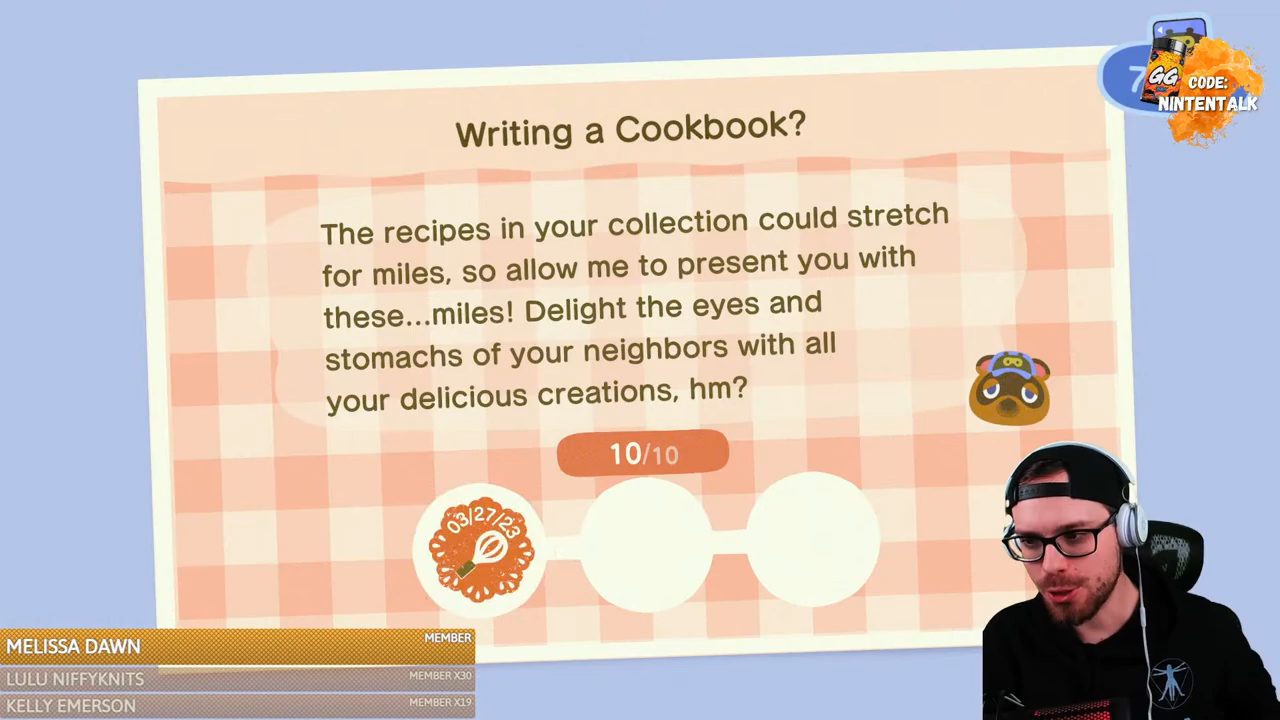 Writing a Cookbook?
7
GG
CODE:
NINTENTALK
The recipes in your collection could stretch
for miles, so allow me to present you with
these...miles! Delight the eyes and
stomachs of your neighbors with all
your delicious creations, hm?
10/10
03/27/23
MELISSA DAWN
MEMBER
LULU NIFFYKNITS
MEMBER X30
KELLY EMERSON
MEMBER X19